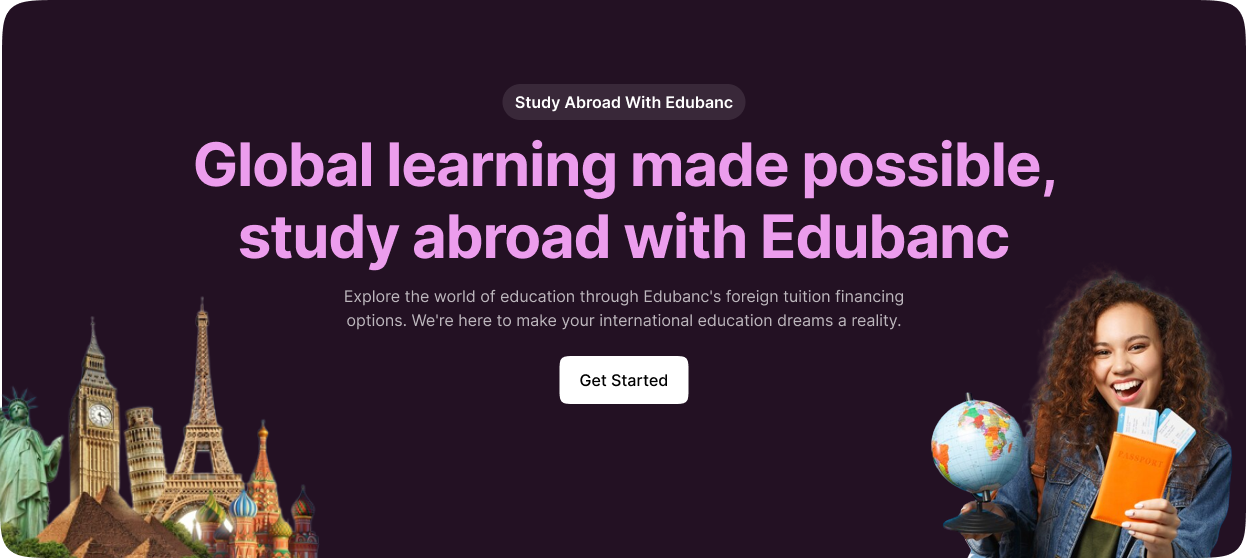 Study Abroad With Edubanc
Global learning made possible,
study abroad with Edubanc
Explore the world of education through Edubanc's foreign tuition financing
options. We're here to make your international education dreams a reality.
Get Started
PASSPORT